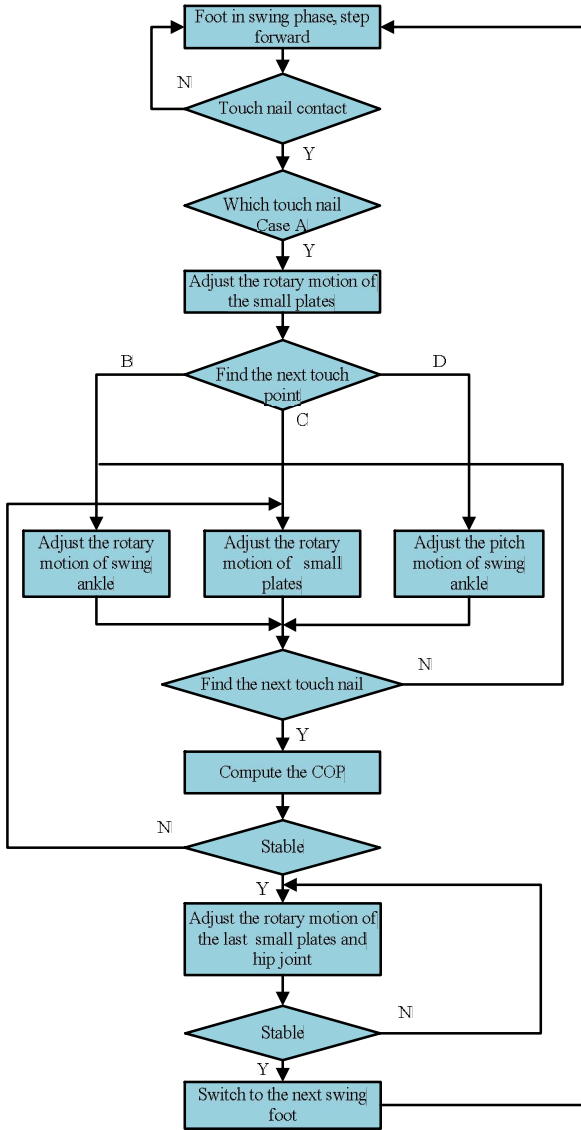 Foot in swing phase, step
forward
N
Touch nail contact
Y
Which touch nail
Case A
Y
Adjust the rotary motion of
the small plates
B
D
Find the next touch
point
C
Adjust the rotary
motion of swing
ankle
Adjust the rotary
motion of small
plates
Adjust the pitch
motion of swing
ankle
N
Find the next touch nail
Y
Compute the COP
N
Stable
Y
Adjust the rotary motion of
the last small plates and
hip joint
N
Stable
Y
Switch to the next swing
foot